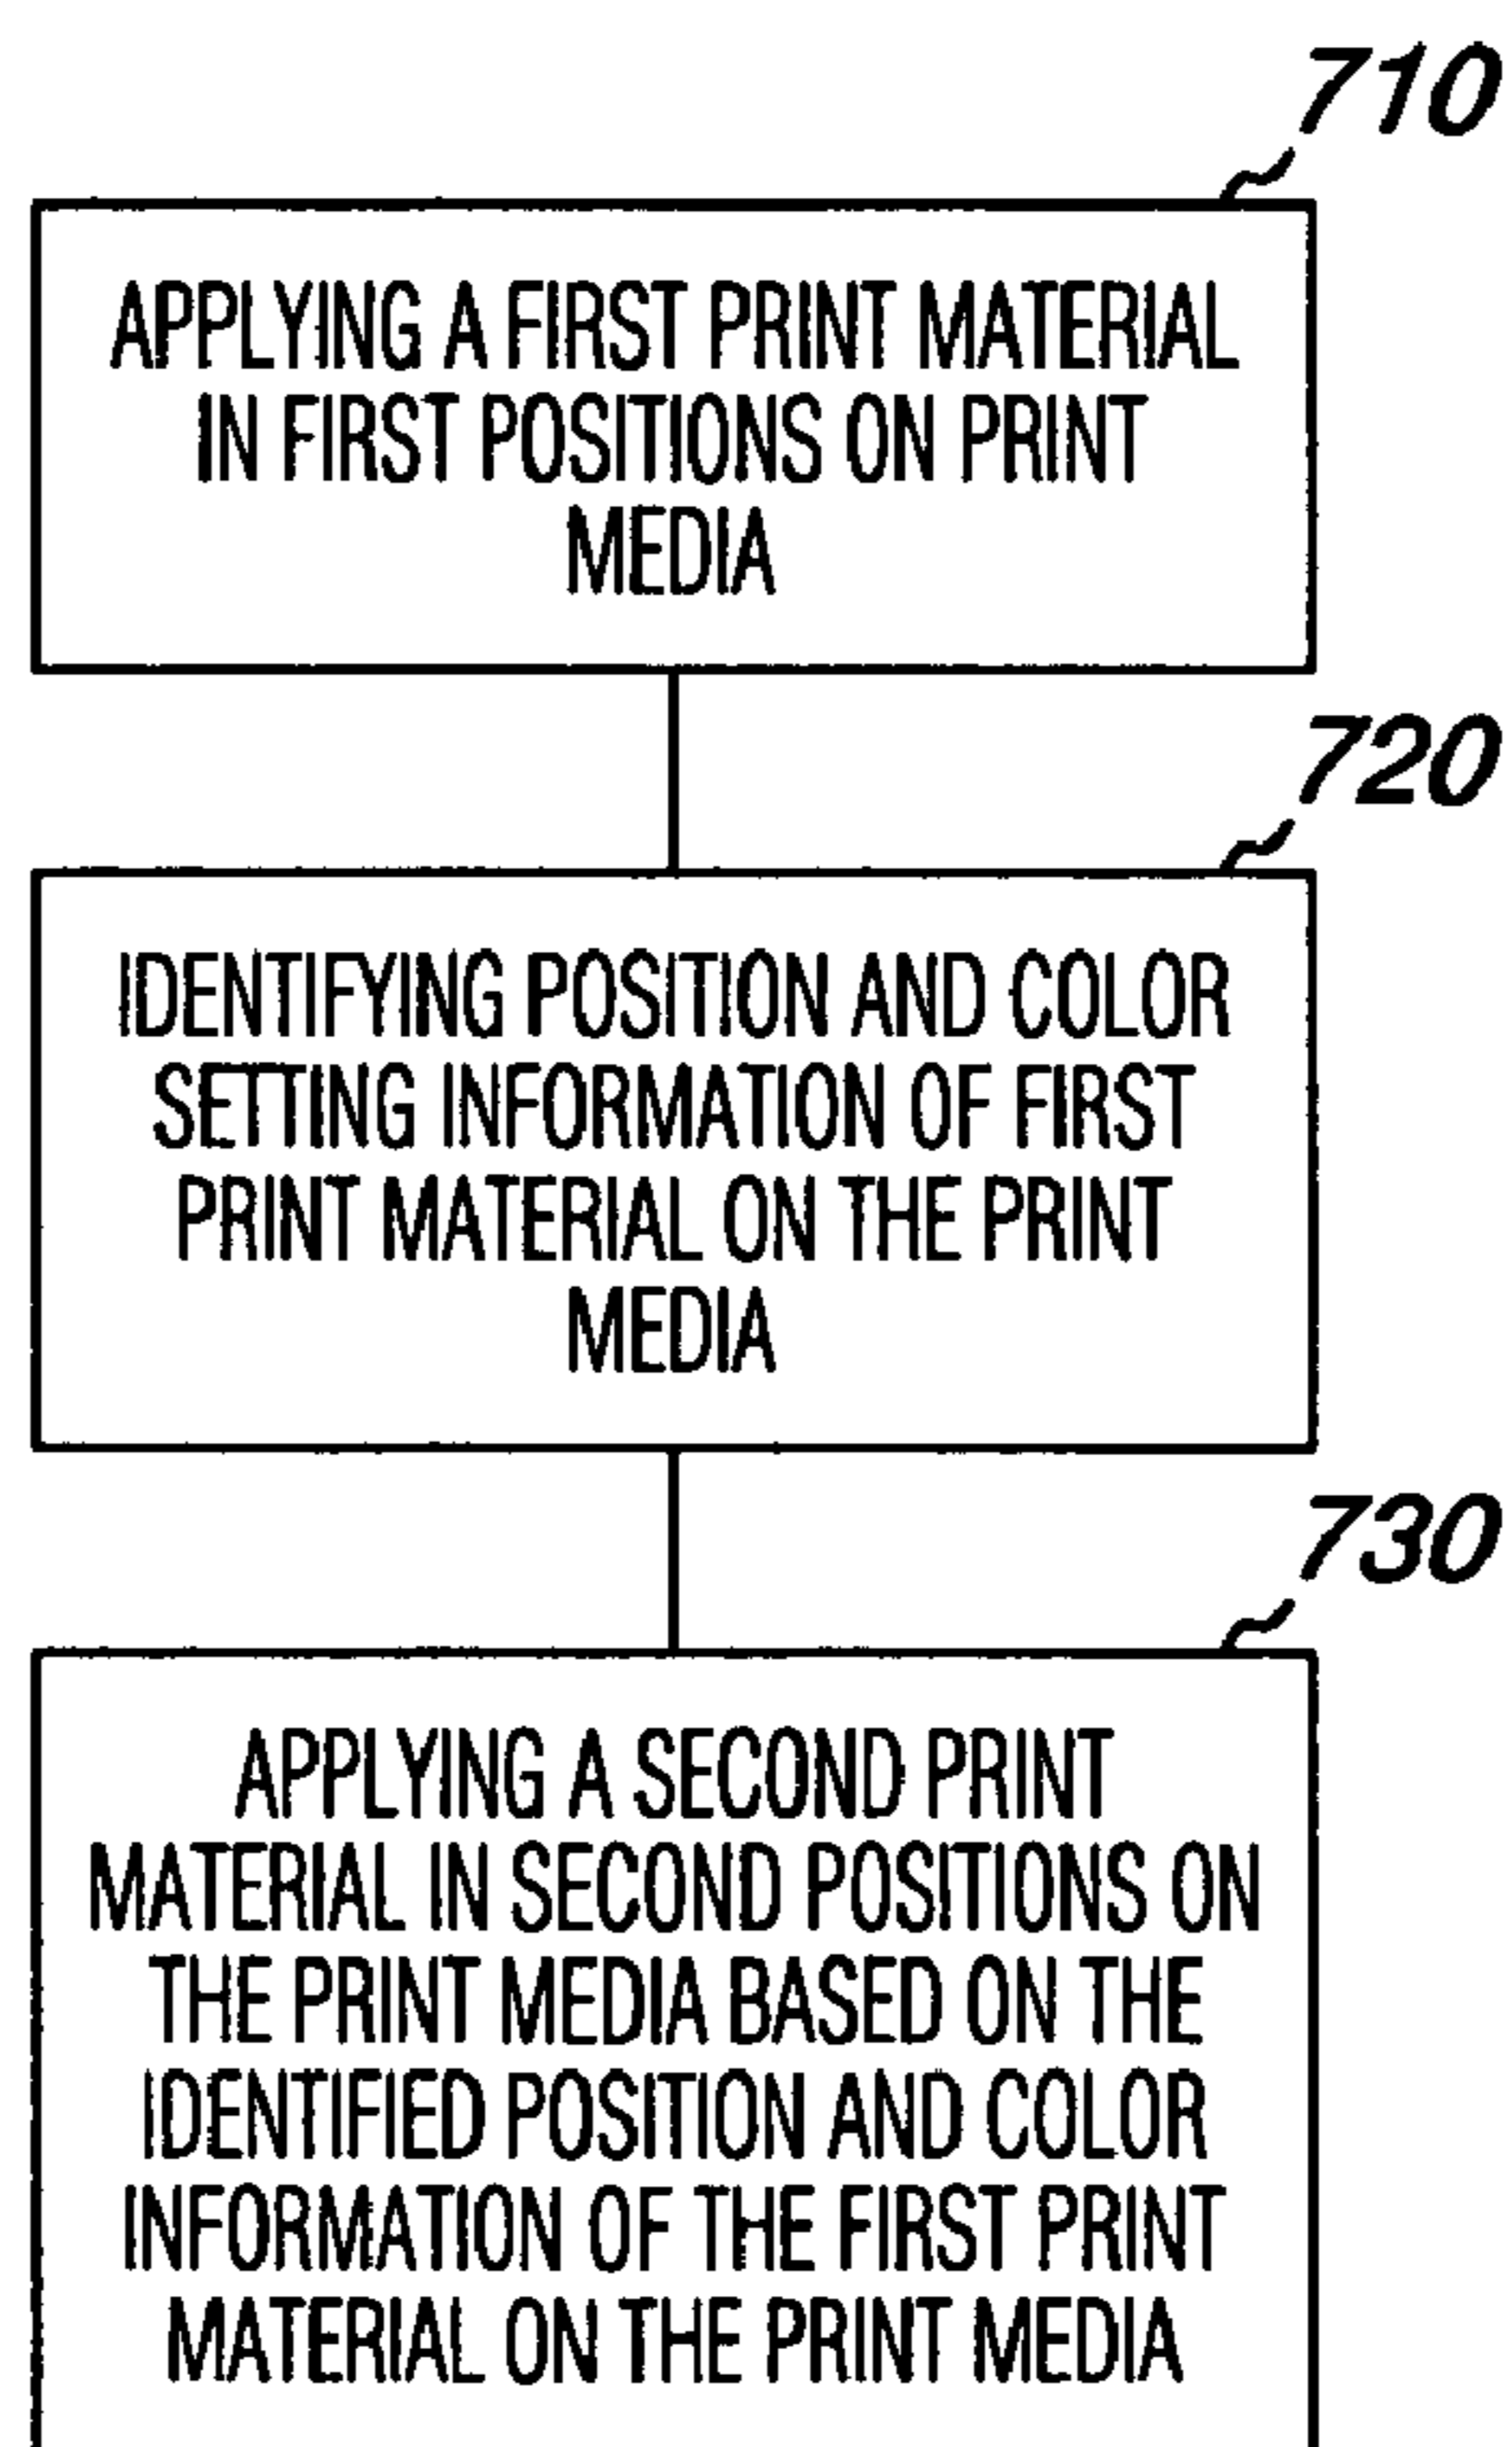 710
APPLYING A FIRST PRINT MATERIAL
IN FIRST POSITIONS ON PRINT
MEDIA
720
IDENTIFYING POSITION AND COLOR
SETTING INFORMATION OF FIRST
PRINT MATERIAL ON THE PRINT
MEDIA
730
APPLYING A SECOND PRINT
MATERIAL IN SECOND POSITIONS ON
THE PRINT MEDIA BASED ON THE
IDENTIFIED POSITION AND COLOR
INFORMATION OF THE FIRST PRINT
MATERIAL ON THE PRINT MEDIA